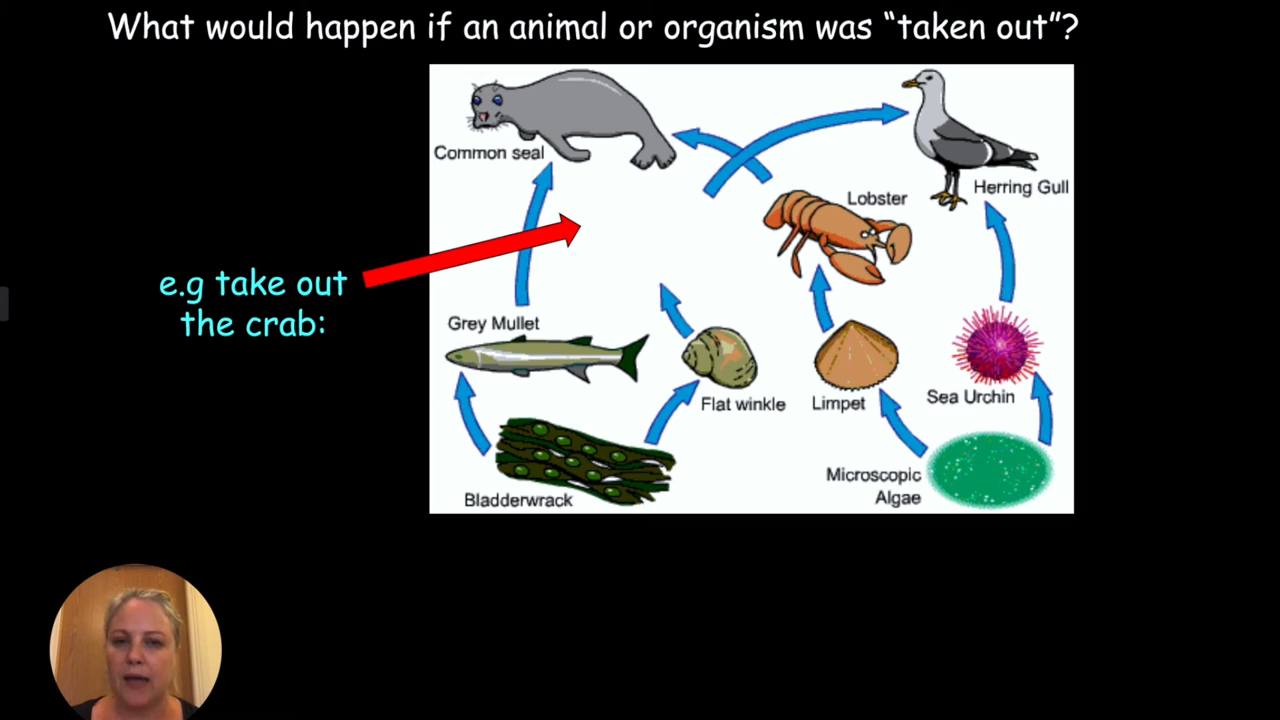 What would happen if an animal or organism was “taken out”?
Common seal
Herring Gull
Lobster
e.g take out
the crab:
Grey Mullet
Flat winkle
Limpet
Sea Urchin
Bladderwrack
Microscopic
Algae